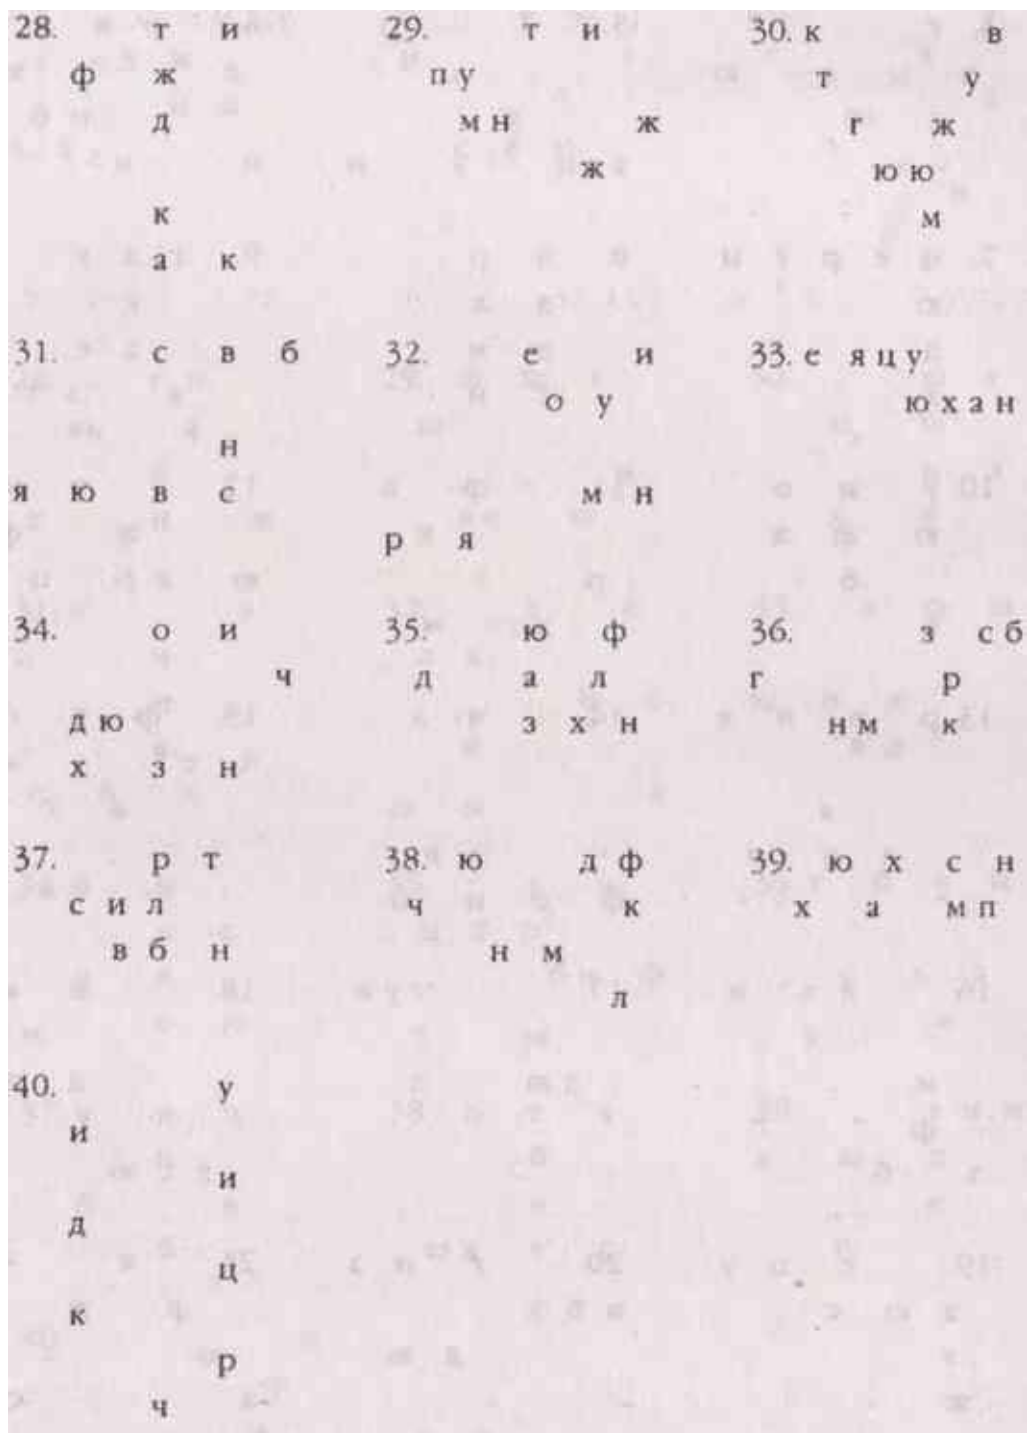 28. т и
ф ж
д
к
а к
29. т и
п у
м н ж
ж
30. к в
т у
г ж
ю ю
м
31. с в б
н
я ю в с
32. е и
о у
м н
р я
33. е я ц у
ю х а н
34. о и
ч
д ю
х з н
35. ю ф
д а л
з х н
36. з с б
г р
н м к
37. р т
с и л
в б н
38. ю д ф
ч к
н м
л
39. ю х с н
х а м п
40. у
и
и
д
ц
к
р
ч